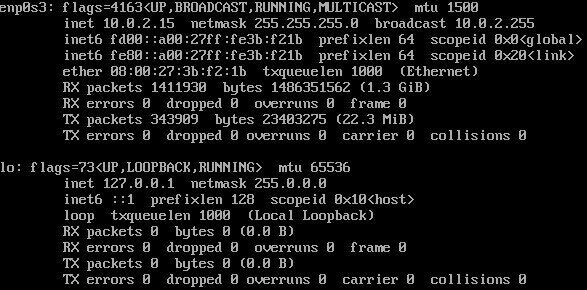 enp0s3: flags=4163<UP,BROADCAST,RUNNING,MULTICAST>  mtu 1500
        inet 10.0.2.15  netmask 255.255.255.0  broadcast 10.0.2.255
        inet6 fd00::a00:27ff:fe3b:f21b  prefixlen 64  scopeid 0x0<global>
        inet6 fe80::a00:27ff:fe3b:f21b  prefixlen 64  scopeid 0x20<link>
        ether 08:00:27:3b:f2:1b  txqueuelen 1000  (Ethernet)
        RX packets 1411930  bytes 1486351562 (1.3 GiB)
        RX errors 0  dropped 0  overruns 0  frame 0
        TX packets 343909  bytes 23403275 (22.3 MiB)
        TX errors 0  dropped 0 overruns 0  carrier 0  collisions 0

lo: flags=73<UP,LOOPBACK,RUNNING>  mtu 65536
        inet 127.0.0.1  netmask 255.0.0.0
        inet6 ::1  prefixlen 128  scopeid 0x10<host>
        loop  txqueuelen 1000  (Local Loopback)
        RX packets 0  bytes 0 (0.0 B)
        RX errors 0  dropped 0  overruns 0  frame 0
        TX packets 0  bytes 0 (0.0 B)
        TX errors 0  dropped 0 overruns 0  carrier 0  collisions 0